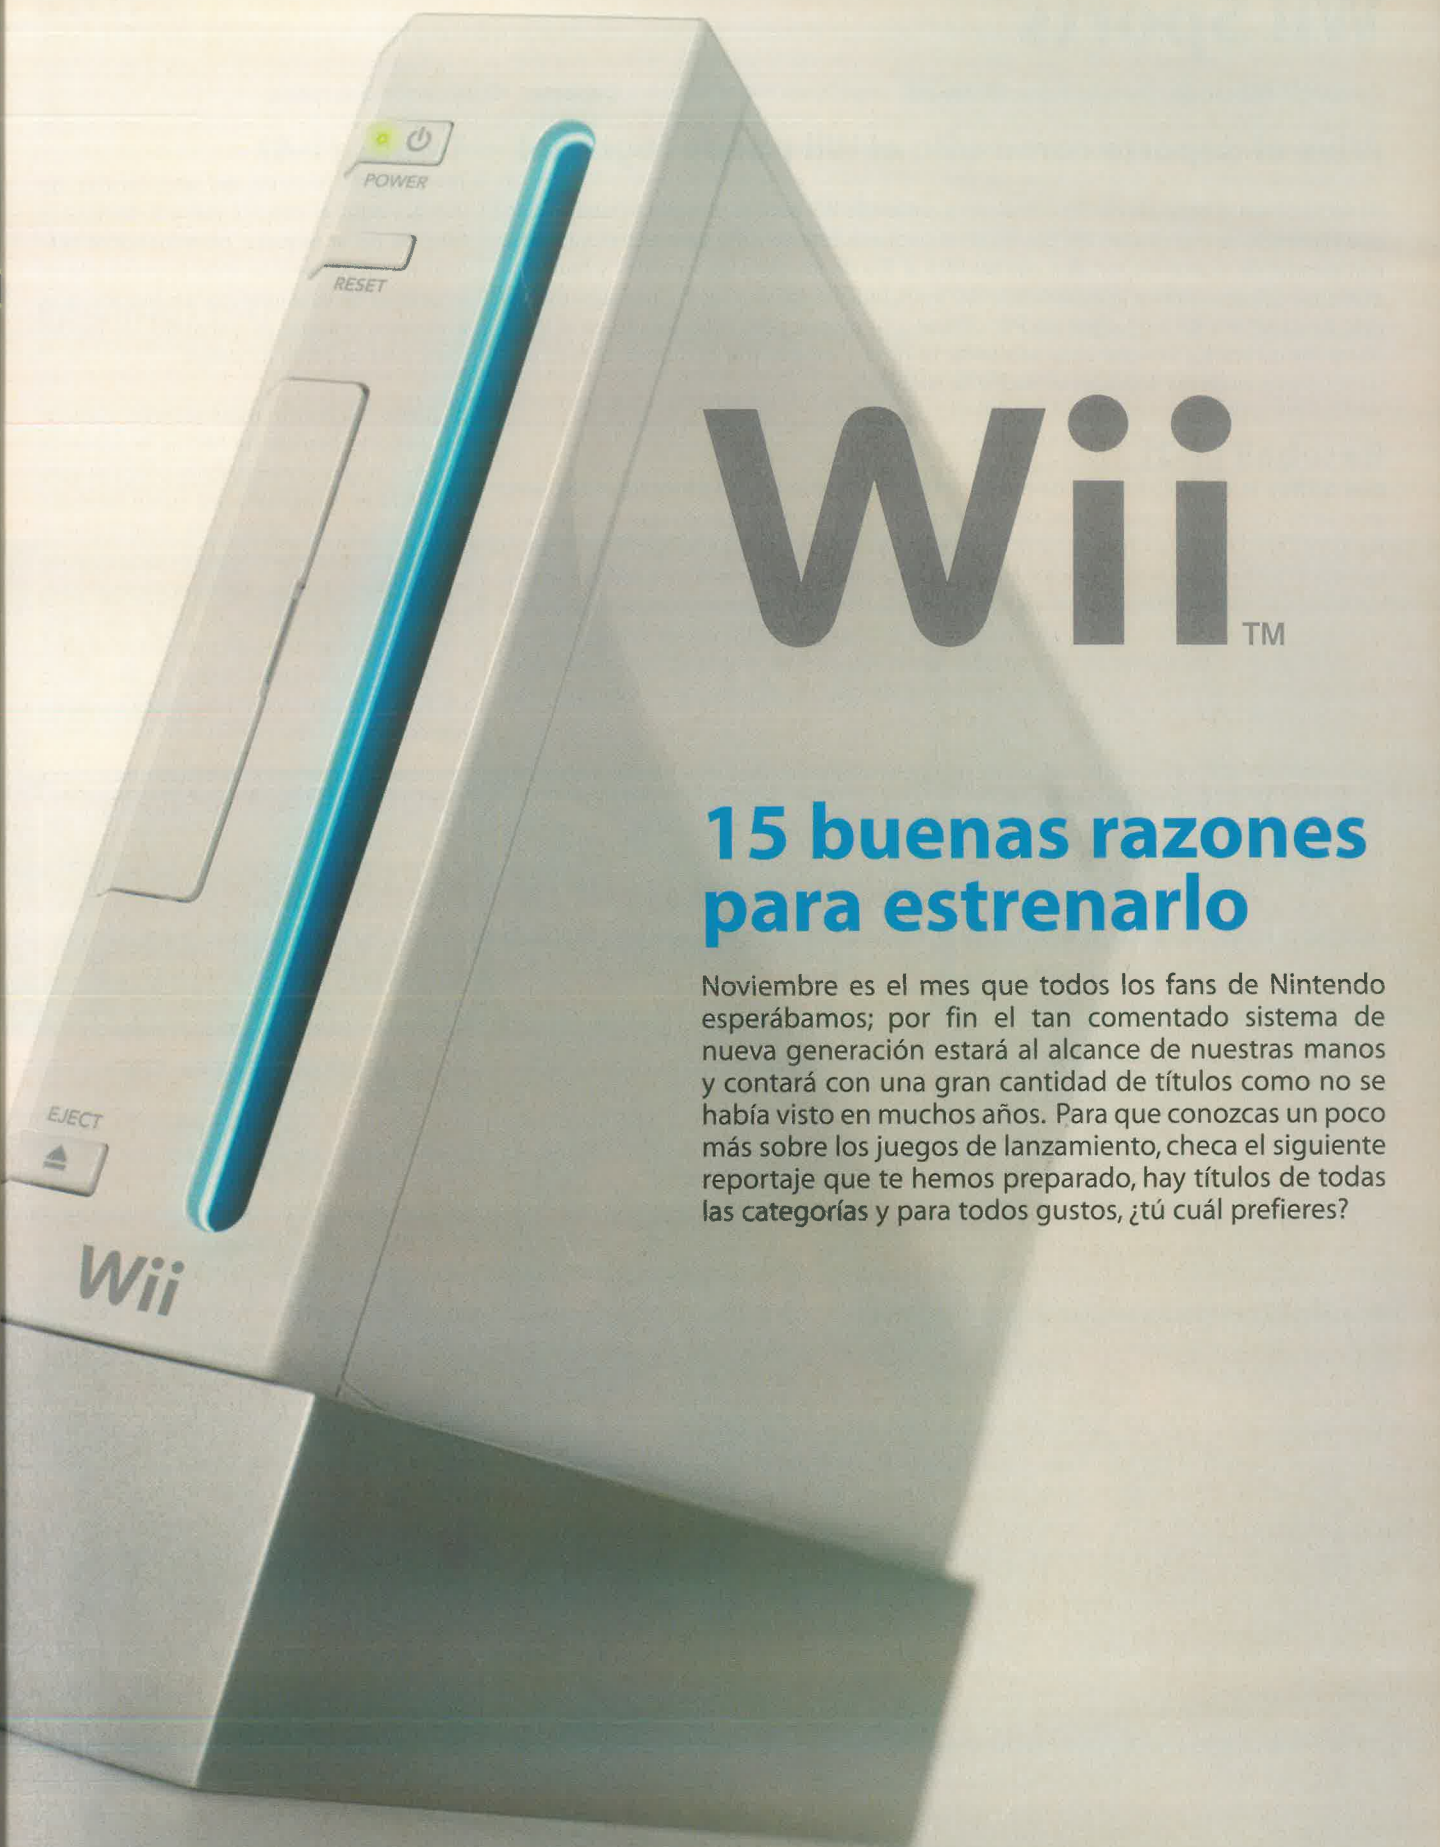 POWER
RESET
Wii
TM
15 buenas razones
para estrenarlo
Noviembre es el mes que todos los fans de Nintendo
esperábamos; por fin el tan comentado sistema de
nueva generación estará al alcance de nuestras manos
y contará con una gran cantidad de títulos como no se
había visto en muchos años. Para que conozcas un poco
más sobre los juegos de lanzamiento, checa el siguiente
reportaje que te hemos preparado, hay títulos de todas
las categorías y para todos gustos, ¿tú cuál prefieres?
EJECT
Wii